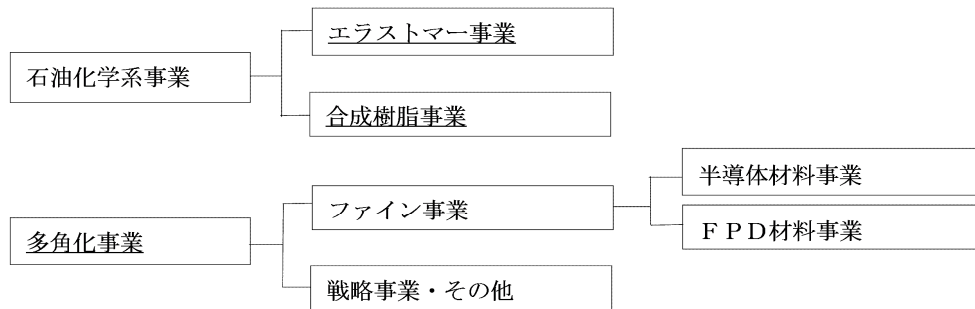 エラストマー事業
石油化学系事業
合成樹脂事業
半導体材料事業
ファイン事業
ＦＰＤ材料事業
多角化事業
戦略事業・その他